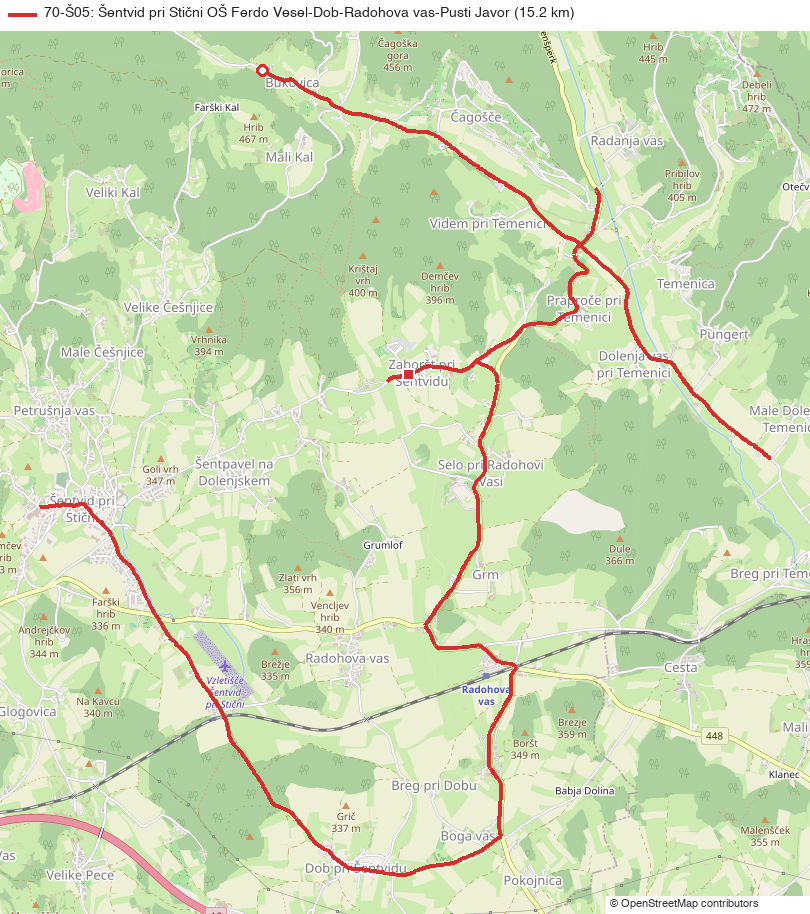 70-Š05: Šentvid pri Stični OŠ Ferdo Vesel-Dob-Radohova vas-Pusti Javor (15.2 km)
Čagoška
gora
456 m
Hrib
445 m
Debeli
hrib
472 m
Bukovica
Farški Kal
Hrib
467 m
Čagošče
Radanja vas
Mali Kal
Pribilov
hrib
405 m
Veliki Kal
Videm pri Temenici
Krištaj
vrh
400 m
Demčev
hrib
396 m
Temenica
Velike Češnjice
Praproče pri
Temenici
Pungert
Vrhnika
394 m
Male Češnjice
Zaboršt pri
Šentvidu
Dolenja vas
pri Temenici
Petrušnja vas
Male Dole
Goli vrh
347 m
Šentpavel na
Dolenjskem
Selo pri Radohovi
vasi
Šentvid pri
Stični
Grumlof
Dule
366 m
Zlati vrh
356 m
Grm
Breg pri
Farški
hrib
336 m
Vencljev
hrib
340 m
Andrejčkov
hrib
344 m
Brežje
335 m
Radohova vas
Cesta
Vzletišče
Šentvid
pri Stični
Radohova
vas
Na Kavcu
340 m
Glogovica
Brezje
359 m
Boršt
349 m
448
Mali
Klanec
Breg pri Dobu
Babja Dolina
Grič
337 m
Boga vas
Malenšček
355 m
Dob pri Šentvidu
Velike Pece
Pokojnica
© OpenStreetMap contributors